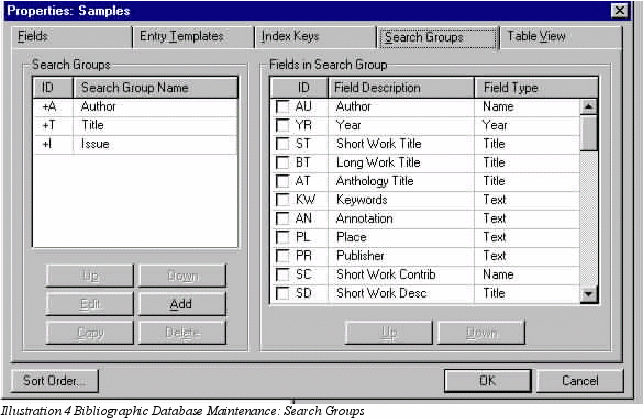 Properties: Samples
Fields Entry Templates Index Keys Search Groups Table View
Search Groups
ID Search Group Name
+A Author
+T Title
+I Issue
Up Down
Edit Add
Copy Delete
Fields in Search Group
ID Field Description Field Type
AU Author Name
YR Year Year
ST Short Work Title Title
BT Long Work Title Title
AT Anthology Title Title
KW Keywords Text
AN Annotation Text
PL Place Text
PR Publisher Text
SC Short Work Contrib Name
SD Short Work Desc Title
Up Down
Sort Order... OK Cancel
Illustration 4 Bibliographic Database Maintenance: Search Groups